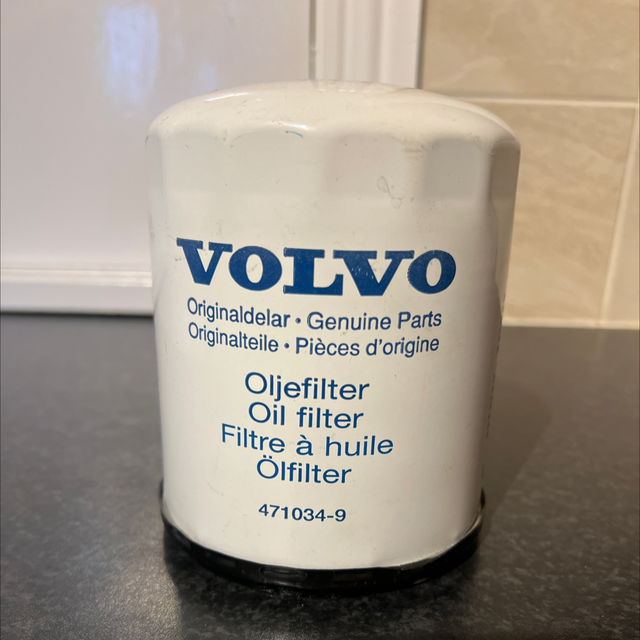 VOLVO
Originaldelar • Genuine Parts
Originalteile • Pièces d'origine
Oljefilter
Oil filter
Filtre à huile
Ölfilter
471034-9